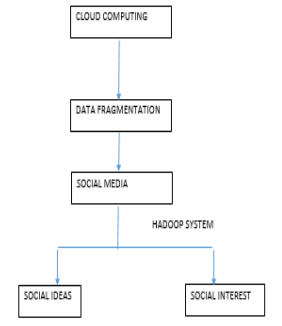 CLOUD COMPUTING
DATA FRAGMENTATION
SOCIAL MEDIA
HADOOP SYSTEM
SOCIAL IDEAS
SOCIAL INTEREST